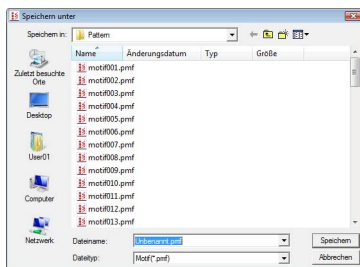 Speichern unter
Speichern in: Pattern
Name Änderungsdatum Typ Größe
motif001.pmf
motif002.pmf
motif003.pmf
motif004.pmf
motif005.pmf
motif006.pmf
motif007.pmf
motif008.pmf
motif009.pmf
motif010.pmf
motif011.pmf
motif012.pmf
motif013.pmf
Zuletzt besuchte
Orte
Desktop
User01
Computer
Netzwerk
Dateiname: Unbenannt.pmf Speichern
Dateityp: Motif(*.pmf) Abbrechen